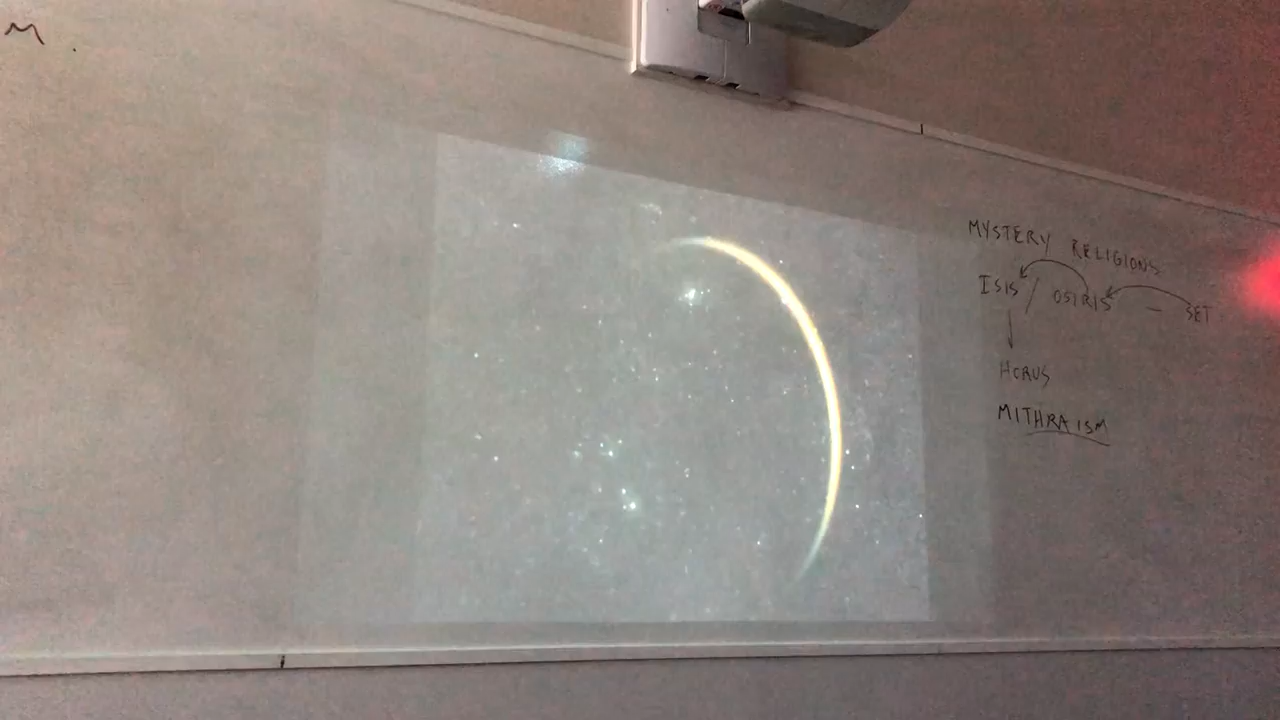 M
MYSTERY RELIGIONS
ISIS / OSIRIS - SET
HORUS
MITHRAISM